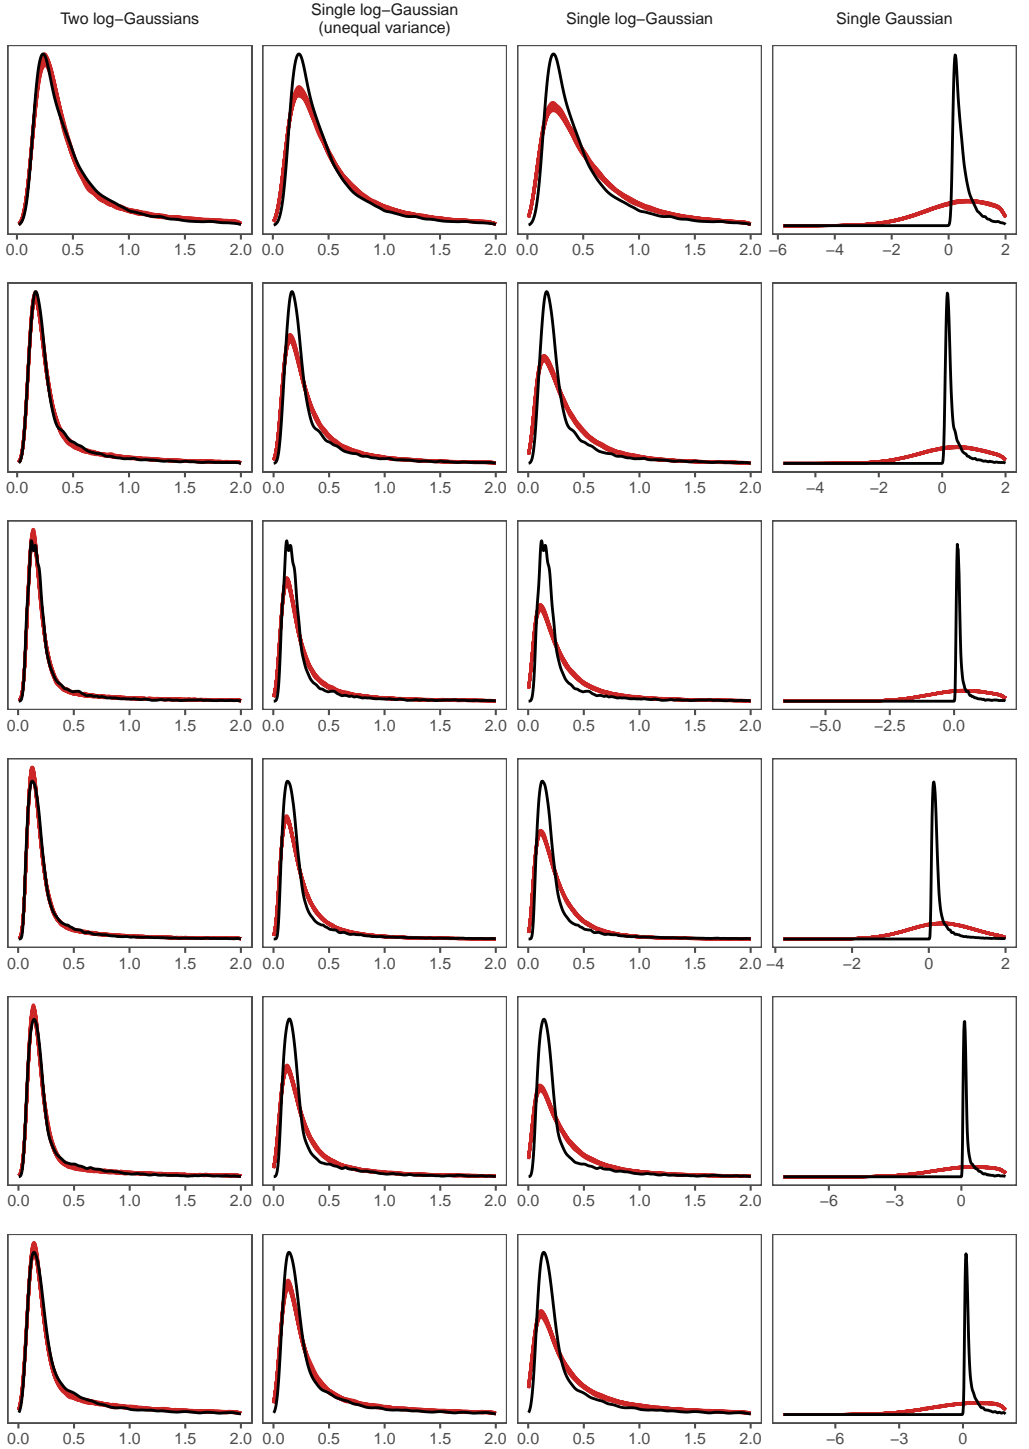 Two log−Gaussians
Single log−Gaussian
(unequal variance)
Single log−Gaussian
Single Gaussian
0.0 0.5 1.0 1.5 2.0 0.0 0.5 1.0 1.5 2.0 0.0 0.5 1.0 1.5 2.0 −6 −4 −2 0 2
0.0 0.5 1.0 1.5 2.0 0.0 0.5 1.0 1.5 2.0 0.0 0.5 1.0 1.5 2.0 −4 −2 0 2
0.0 0.5 1.0 1.5 2.0 0.0 0.5 1.0 1.5 2.0 0.0 0.5 1.0 1.5 2.0 −5.0 −2.5 0.0
0.0 0.5 1.0 1.5 2.0 0.0 0.5 1.0 1.5 2.0 0.0 0.5 1.0 1.5 2.0 −4 −2 0 2
0.0 0.5 1.0 1.5 2.0 0.0 0.5 1.0 1.5 2.0 0.0 0.5 1.0 1.5 2.0 −6 −3 0
0.0 0.5 1.0 1.5 2.0 0.0 0.5 1.0 1.5 2.0 0.0 0.5 1.0 1.5 2.0 −6 −3 0